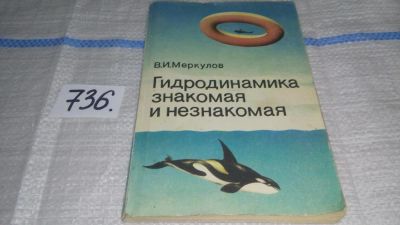 В.И.Меркулов
Гидродинамика
знакомая
и незнакомая
736.